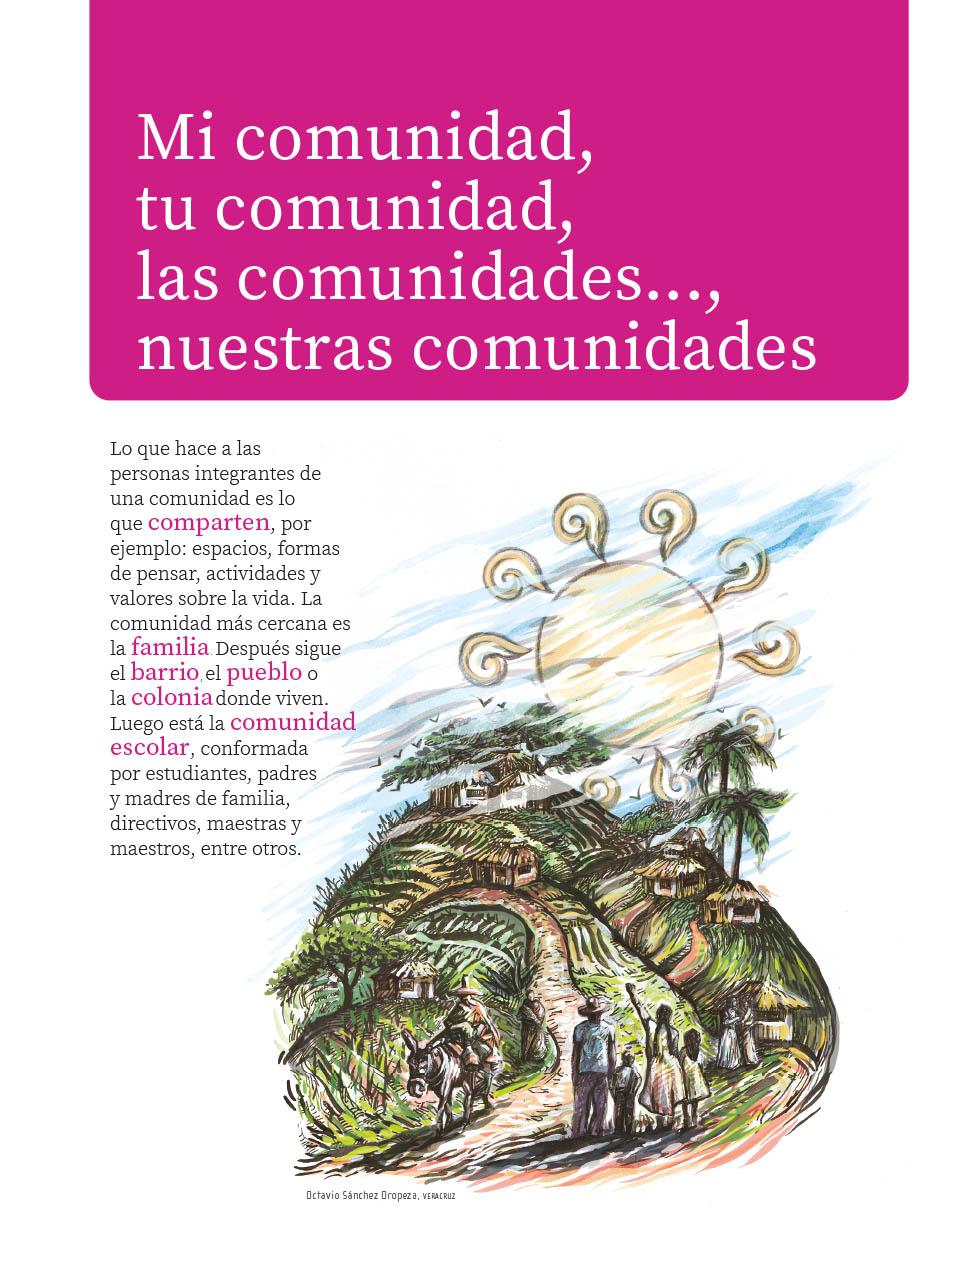 Mi comunidad,
tu comunidad,
las comunidades...,
nuestras comunidades
Lo que hace a las
personas integrantes de
una comunidad es lo
que comparten, por
ejemplo: espacios, formas
de pensar, actividades y
valores sobre la vida. La
comunidad más cercana es
la familia. Después sigue
el barrio, el pueblo o
la colonia donde viven.
Luego está la comunidad
escolar, conformada
por estudiantes, padres
y madres de familia,
directivos, maestras y
maestros, entre otros.
Octavio Sánchez Oropeza, VERACRUZ